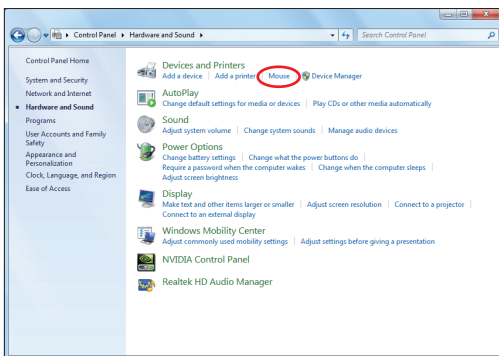 Control Panel ▸ Hardware and Sound ▸
Search Control Panel
Control Panel Home
System and Security
Network and Internet
Hardware and Sound
Programs
User Accounts and Family
Safety
Appearance and
Personalization
Clock, Language, and Region
Ease of Access
Devices and Printers
Add a device | Add a printer | Mouse | Device Manager
AutoPlay
Change default settings for media or devices | Play CDs or other media automatically
Sound
Adjust system volume | Change system sounds | Manage audio devices
Power Options
Change battery settings | Change what the power buttons do |
Require a password when the computer wakes | Change when the computer sleeps |
Adjust screen brightness
Display
Make text and other items larger or smaller | Adjust screen resolution | Connect to a projector |
Connect to an external display
Windows Mobility Center
Adjust commonly used mobility settings | Adjust settings before giving a presentation
NVIDIA Control Panel
Realtek HD Audio Manager